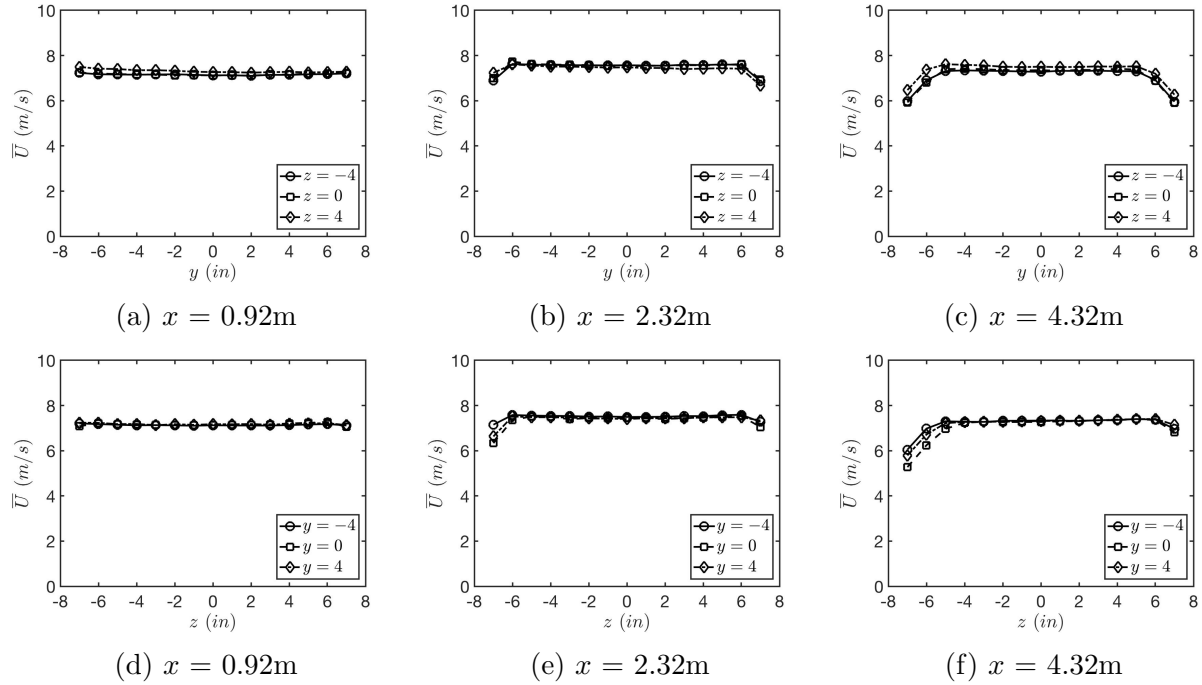 10
8
6
4
2
0
U̅ (m/s)
z = −4
z = 0
z = 4
-8 -6 -4 -2 0 2 4 6 8
y (in)
(a) x = 0.92m
10
8
6
4
2
0
U̅ (m/s)
z = −4
z = 0
z = 4
-8 -6 -4 -2 0 2 4 6 8
y (in)
(b) x = 2.32m
10
8
6
4
2
0
U̅ (m/s)
z = −4
z = 0
z = 4
-8 -6 -4 -2 0 2 4 6 8
y (in)
(c) x = 4.32m
10
8
6
4
2
0
U̅ (m/s)
y = −4
y = 0
y = 4
-8 -6 -4 -2 0 2 4 6 8
z (in)
(d) x = 0.92m
10
8
6
4
2
0
U̅ (m/s)
y = −4
y = 0
y = 4
-8 -6 -4 -2 0 2 4 6 8
z (in)
(e) x = 2.32m
10
8
6
4
2
0
U̅ (m/s)
y = −4
y = 0
y = 4
-8 -6 -4 -2 0 2 4 6 8
z (in)
(f) x = 4.32m